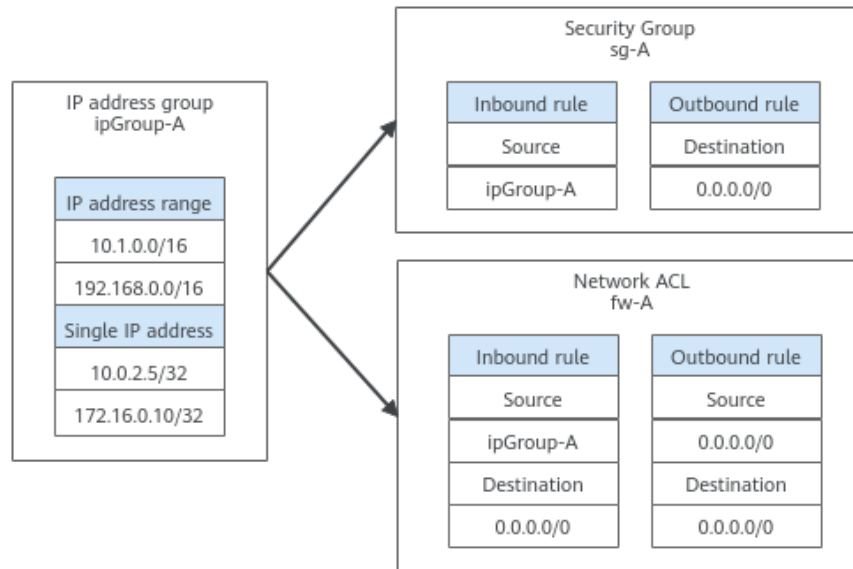 IP address group
ipGroup-A
IP address range
10.1.0.0/16
192.168.0.0/16
Single IP address
10.0.2.5/32
172.16.0.10/32
Security Group
sg-A
Inbound rule
Source
ipGroup-A
Outbound rule
Destination
0.0.0.0/0
Network ACL
fw-A
Inbound rule
Source
ipGroup-A
Destination
0.0.0.0/0
Outbound rule
Source
0.0.0.0/0
Destination
0.0.0.0/0